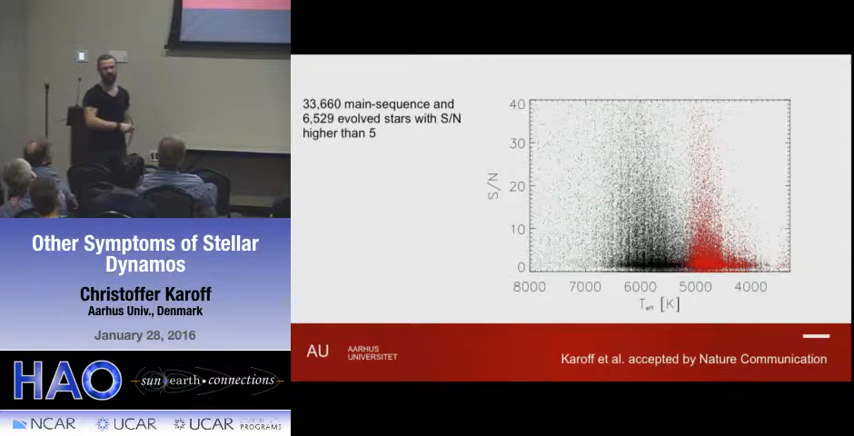 33,660 main-sequence and
6,529 evolved stars with S/N
higher than 5
40
30
20
10
0
S/N
8000 7000 6000 5000 4000
Teff [K]
AU
AARHUS
UNIVERSITET
Karoff et al. accepted by Nature Communication
Other Symptoms of Stellar
Dynamos
Christoffer Karoff
Aarhus Univ., Denmark
January 28, 2016
HAO
sun earth • connections
NCAR UCAR UCAR
PROGRAMS